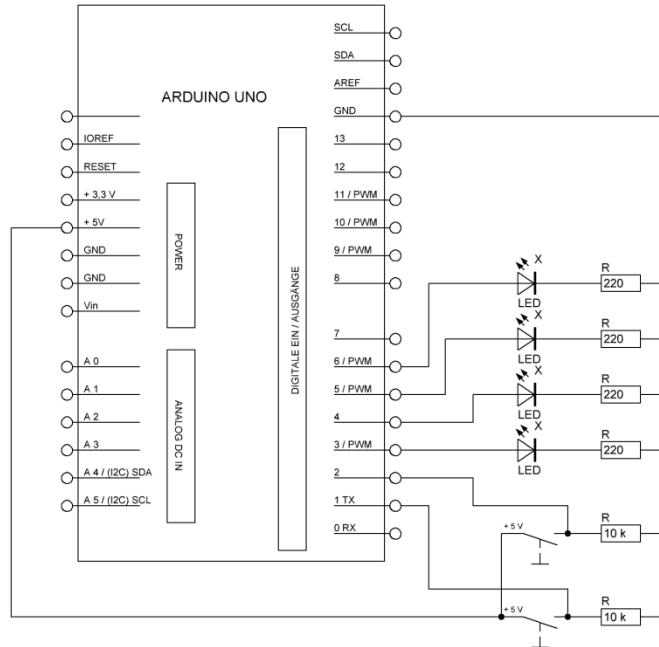 ARDUINO UNO
IOREF
RESET
+ 3,3 V
+ 5V
GND
GND
Vin
POWER
A 0
A 1
A 2
A 3
A 4 / (I2C) SDA
A 5 / (I2C) SCL
ANALOG DC IN
DIGITALE EIN / AUSGÄNGE
SCL
SDA
AREF
GND
13
12
11 / PWM
10 / PWM
9 / PWM
8
7
6 / PWM
5 / PWM
4
3 / PWM
2
1 TX
0 RX
X
LED
R
220
X
LED
R
220
X
LED
R
220
X
LED
R
220
+ 5 V
R
10 k
+ 5 V
R
10 k